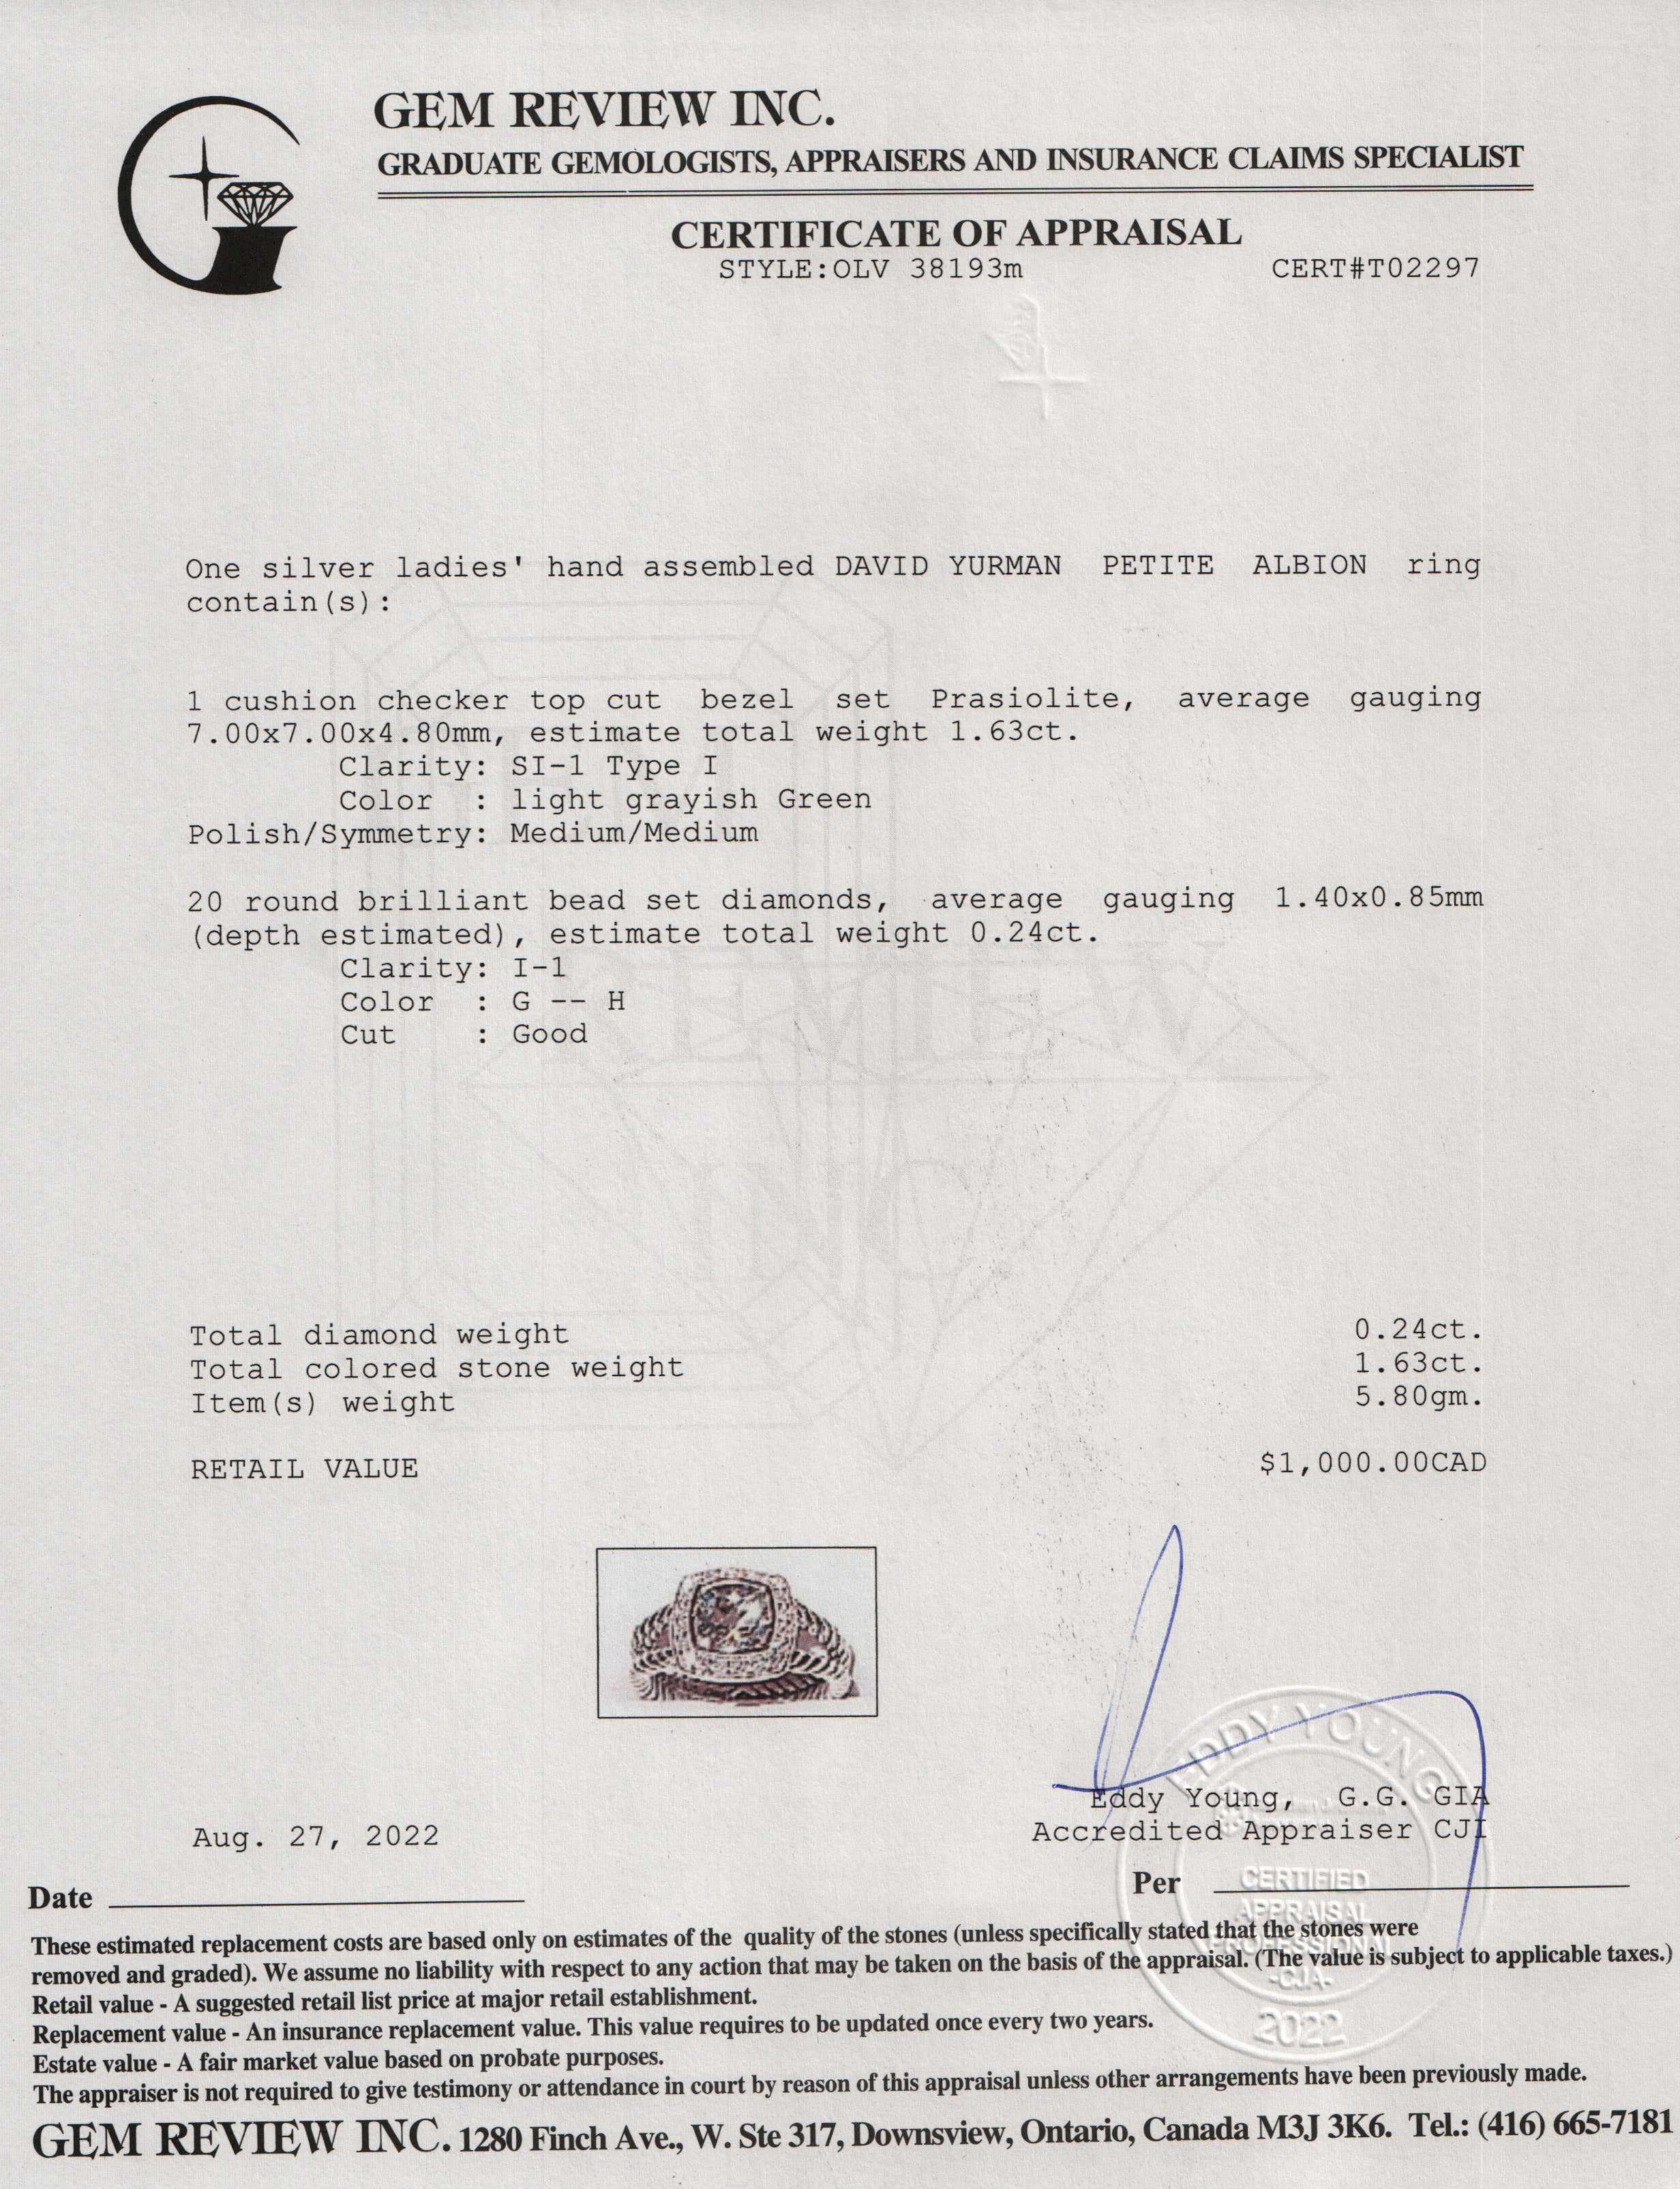 GEM REVIEW INC.
GRADUATE GEMOLOGISTS, APPRAISERS AND INSURANCE CLAIMS SPECIALIST
CERTIFICATE OF APPRAISAL
STYLE:OLV 38193m CERT#T02297
One silver ladies' hand assembled DAVID YURMAN PETITE ALBION ring
contain(s):
1 cushion checker top cut bezel set Prasiolite, average gauging
7.00x7.00x4.80mm, estimate total weight 1.63ct.
Clarity: SI-1 Type I
Color : light grayish Green
Polish/Symmetry: Medium/Medium
20 round brilliant bead set diamonds, average gauging 1.40x0.85mm
(depth estimated), estimate total weight 0.24ct.
Clarity: I-1
Color : G -- H
Cut : Good
Total diamond weight 0.24ct.
Total colored stone weight 1.63ct.
Item(s) weight 5.80gm.
RETAIL VALUE $1,000.00CAD
EDDY YOUNG
Eddy Young, G.G. GIA
Aug. 27, 2022 Accredited Appraiser CJI
Date Per
CERTIFIED
APPRAISAL
PROFESSIONAL
-CJA-
2022
These estimated replacement costs are based only on estimates of the quality of the stones (unless specifically stated that the stones were
removed and graded). We assume no liability with respect to any action that may be taken on the basis of the appraisal. (The value is subject to applicable taxes.)
Retail value - A suggested retail list price at major retail establishment.
Replacement value - An insurance replacement value. This value requires to be updated once every two years.
Estate value - A fair market value based on probate purposes.
The appraiser is not required to give testimony or attendance in court by reason of this appraisal unless other arrangements have been previously made.
GEM REVIEW INC. 1280 Finch Ave., W. Ste 317, Downsview, Ontario, Canada M3J 3K6. Tel.: (416) 665-7181